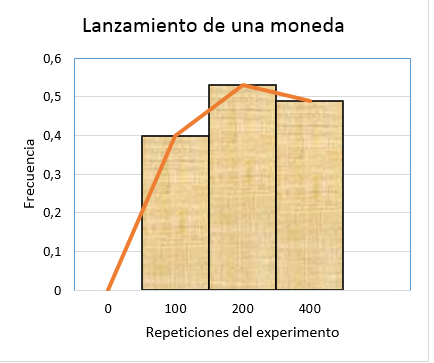 Lanzamiento de una moneda
0,6
0,5
0,4
0,3
0,2
0,1
0
Frecuencia
0 100 200 400
Repeticiones del experimento